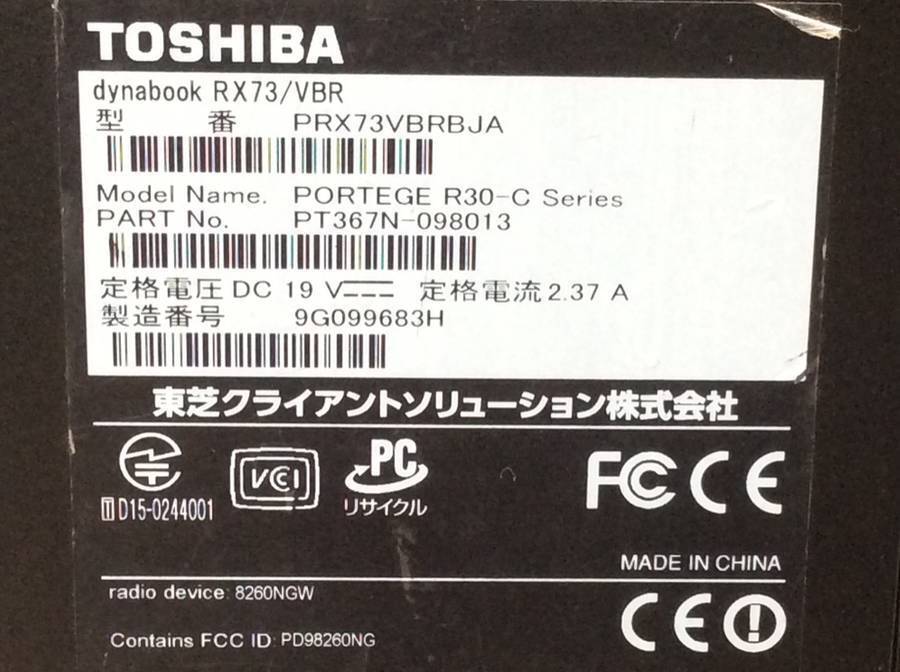 TOSHIBA
dynabook RX73/VBR
型 番 PRX73VBRBJA
Model Name. PORTEGE R30-C Series
PART No. PT367N-098013
定格電圧 DC 19 V 定格電流 2.37 A
製造番号 9G099683H
東芝クライアントソリューション株式会社
T D15-0244001
VCI
PC
リサイクル
FC CE
MADE IN CHINA
radio device: 8260NGW
Contains FCC ID: PD98260NG
CE!